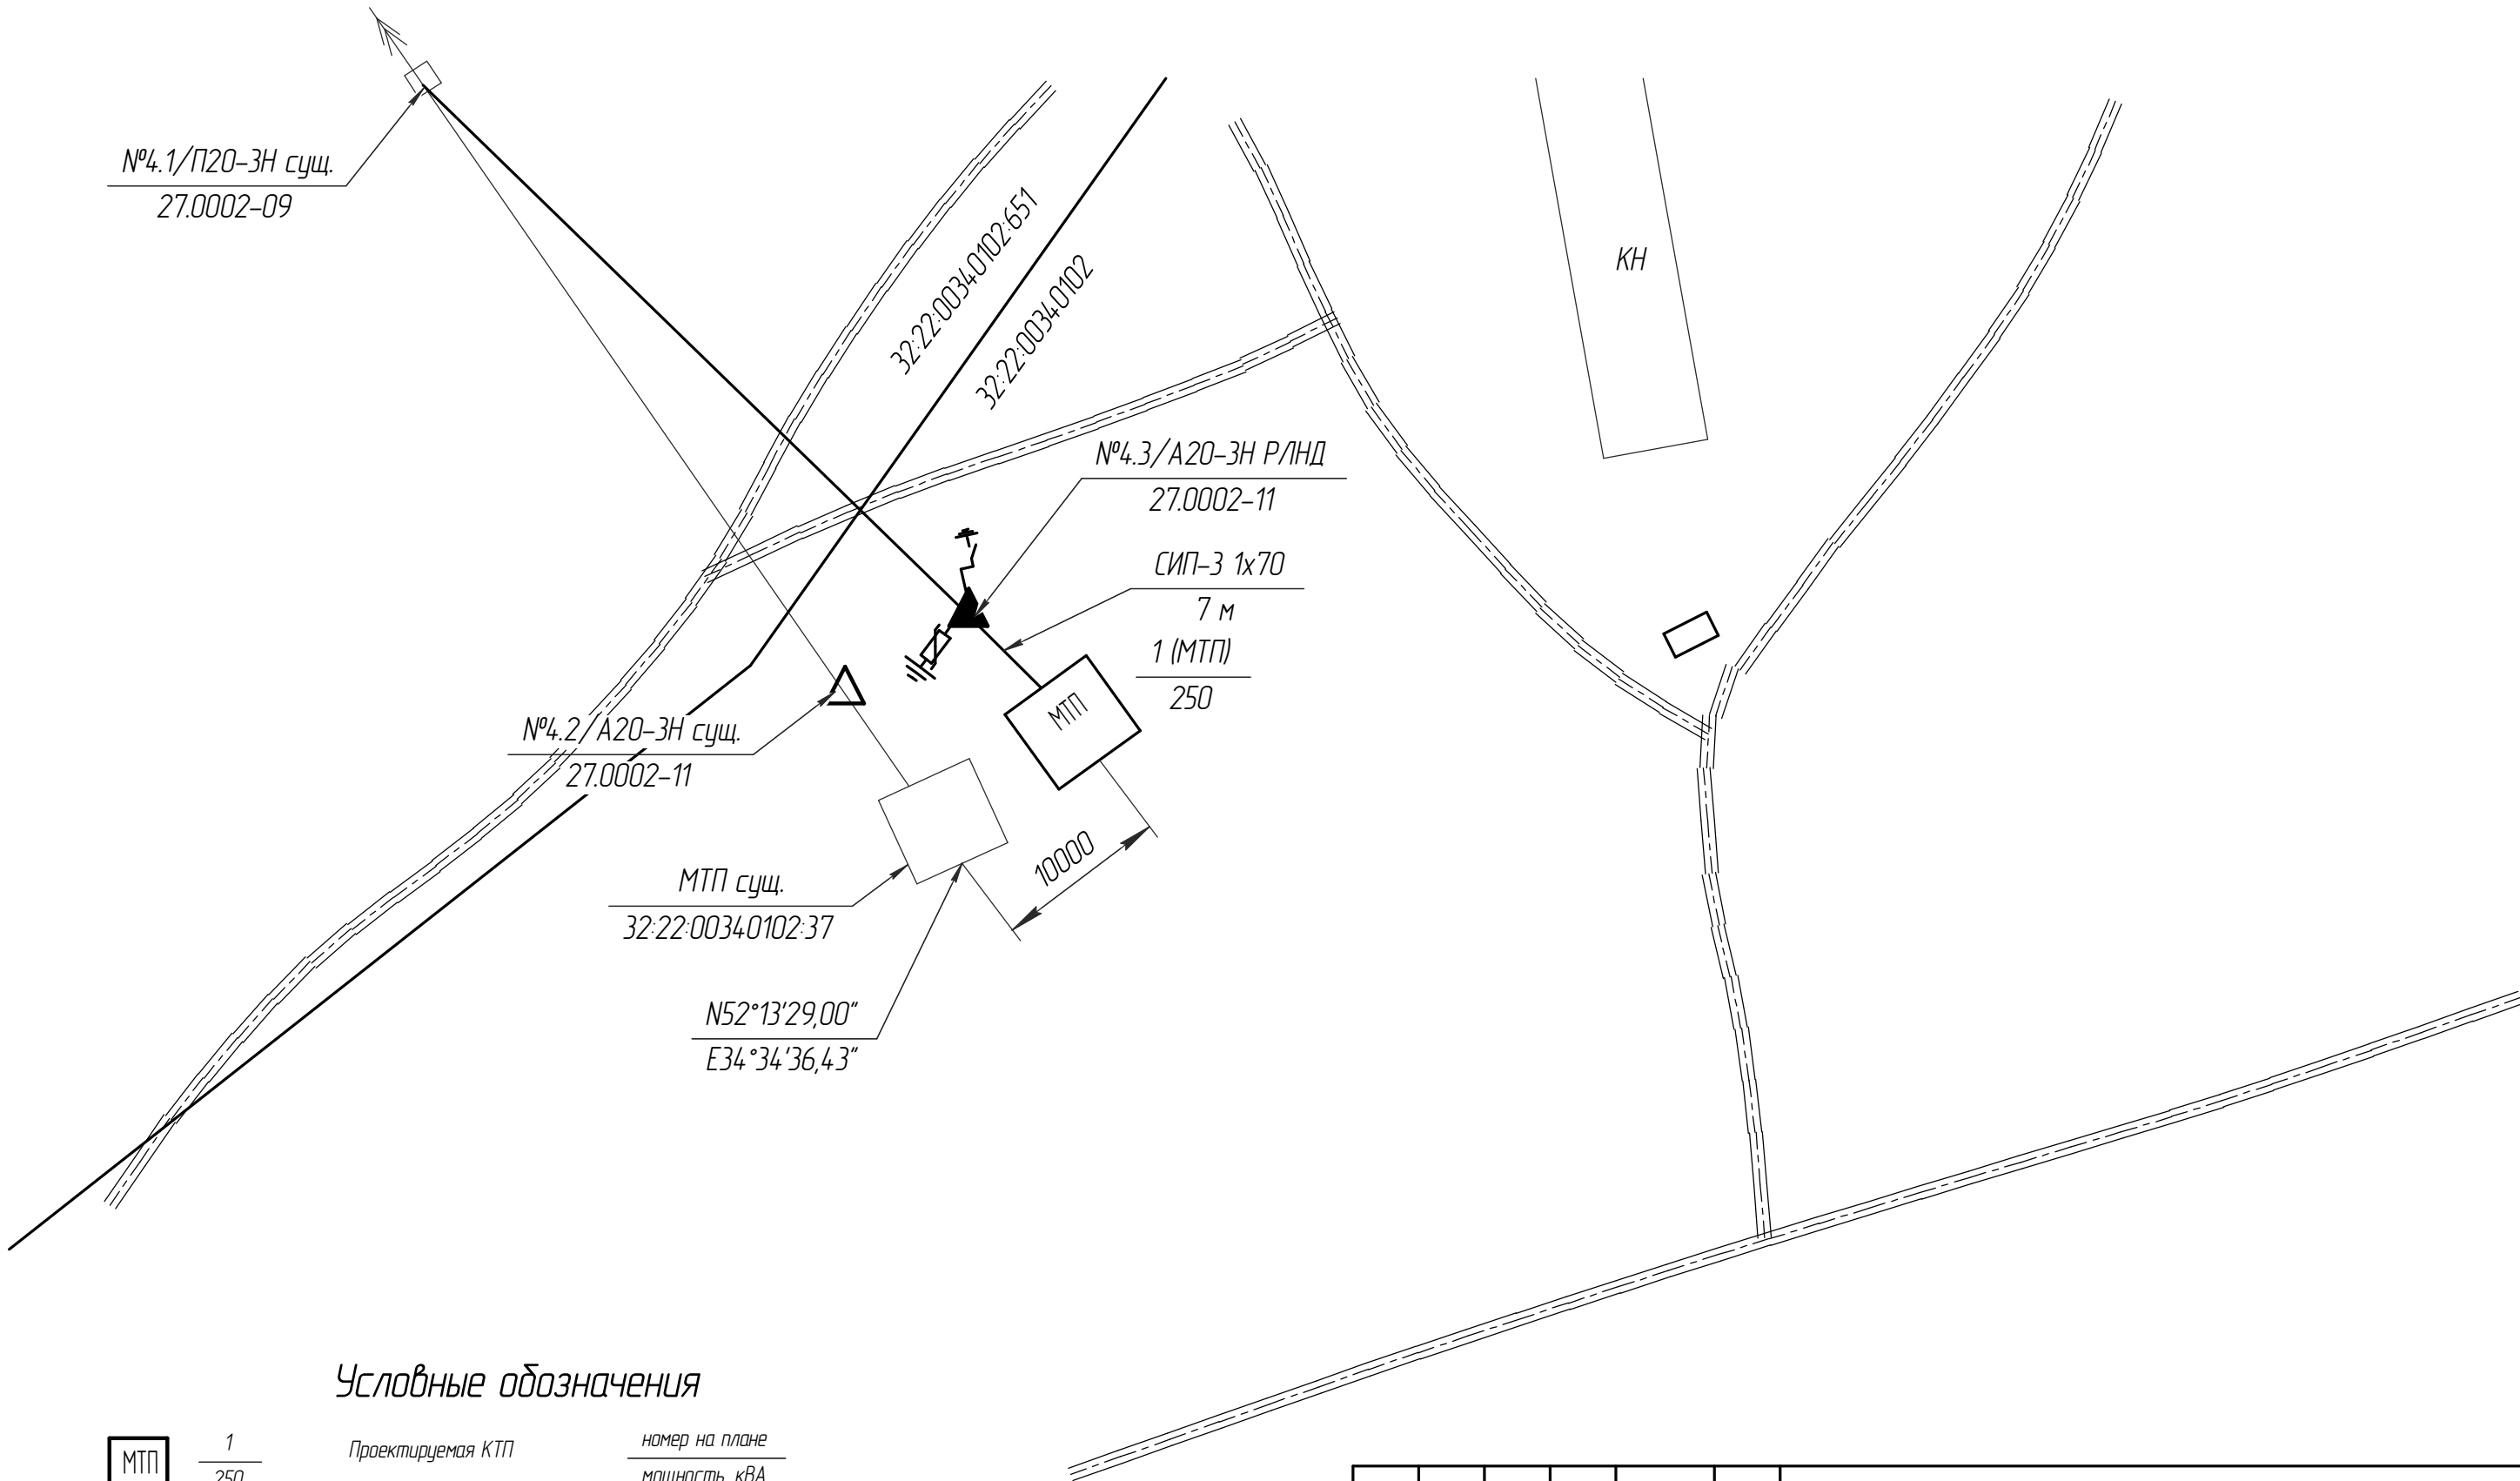 №4.1/П20-3Н сущ.
27.0002-09
32:22:00340102:651
32:22:00340102
КН
№4.3/А20-3Н РЛНД
27.0002-11
СИП-3 1х70
7 м
1 (МТП)
250
МТП
№4.2/А20-3Н сущ.
27.0002-11
10000
МТП сущ.
32:22:00340102:37
N52°13'29,00"
E34°34'36,43"
Условные обозначения
МТП
1
250
Проектируемая КТП
номер на плане
мощность, кВА